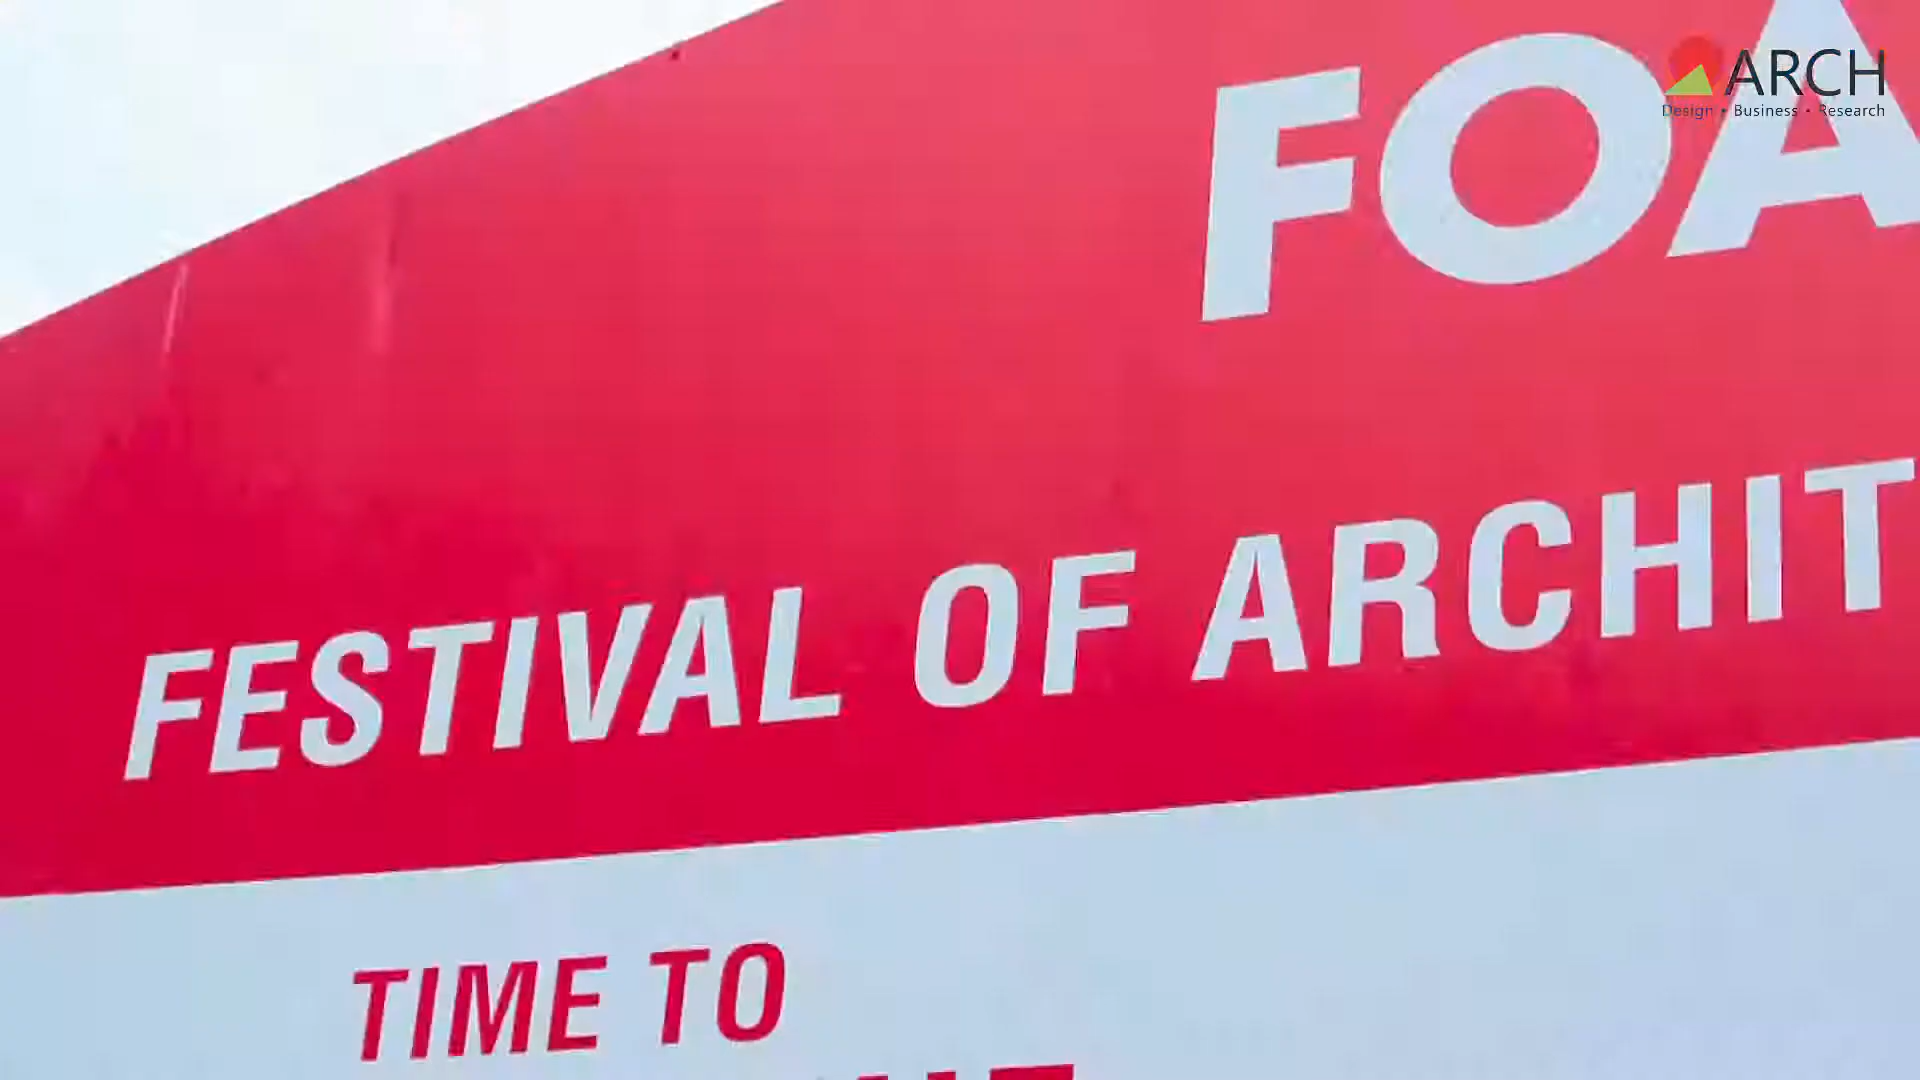 FOA
ARCH
Design • Business • Research
FESTIVAL OF ARCHIT
TIME TO